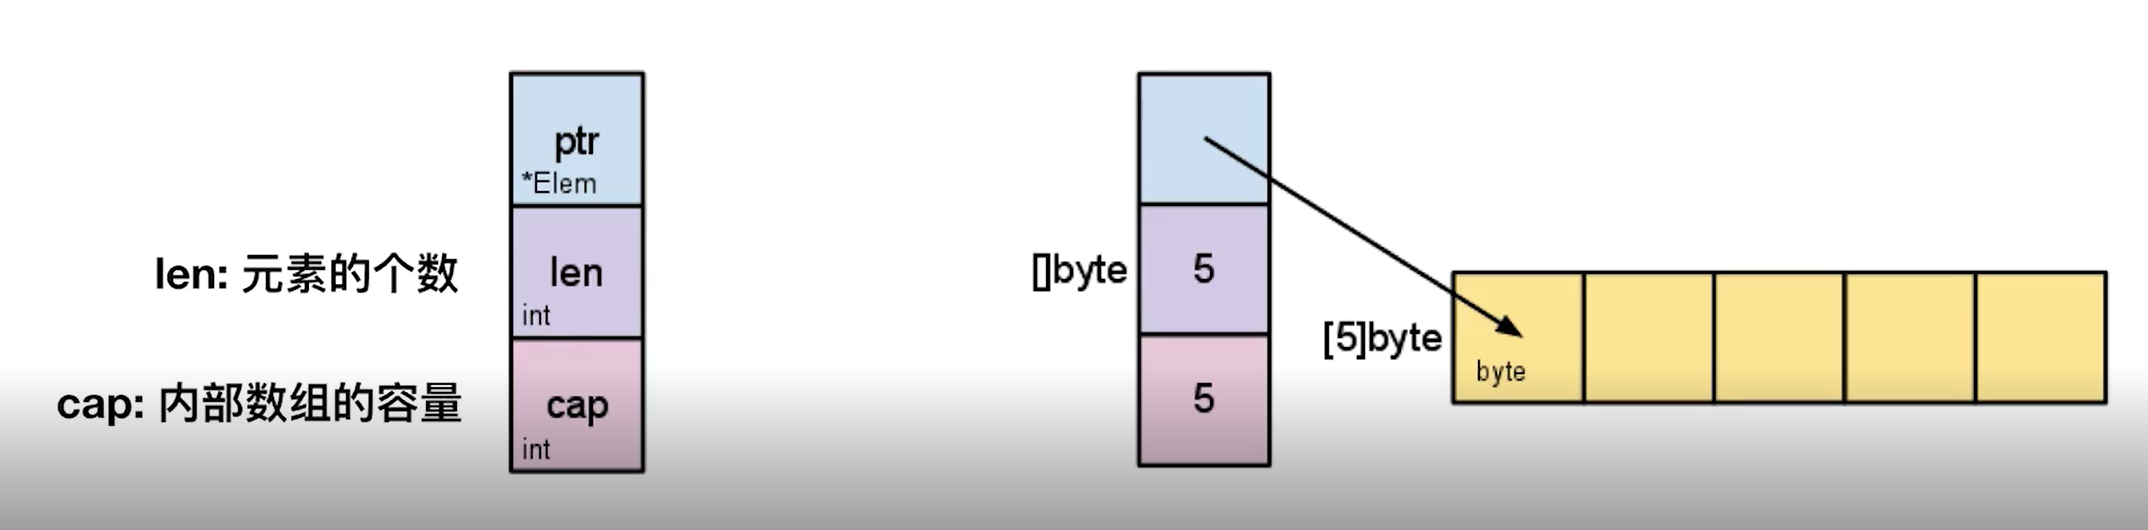 ptr
*Elem
len: 元素的个数
len
int
cap: 内部数组的容量
cap
int
[]byte
5
5
[5]byte
byte